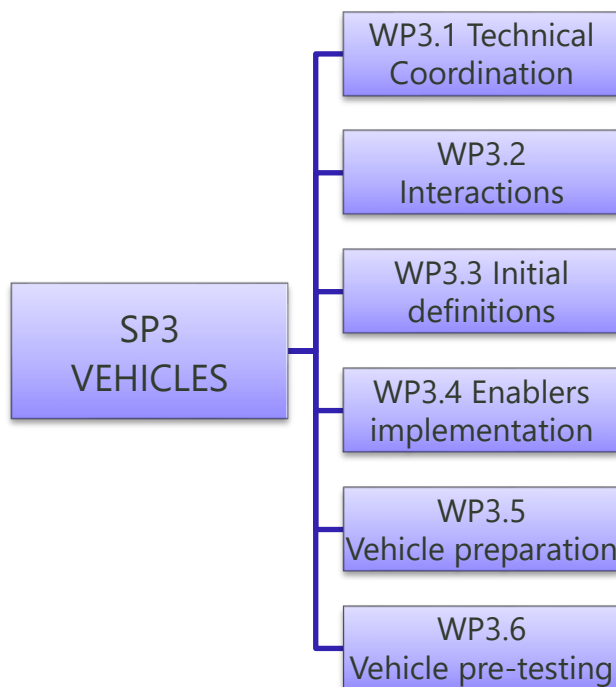 WP3.1 Technical
Coordination
WP3.2
Interactions
WP3.3 Initial
definitions
SP3
VEHICLES
WP3.4 Enablers
implementation
WP3.5
Vehicle preparation
WP3.6
Vehicle pre-testing